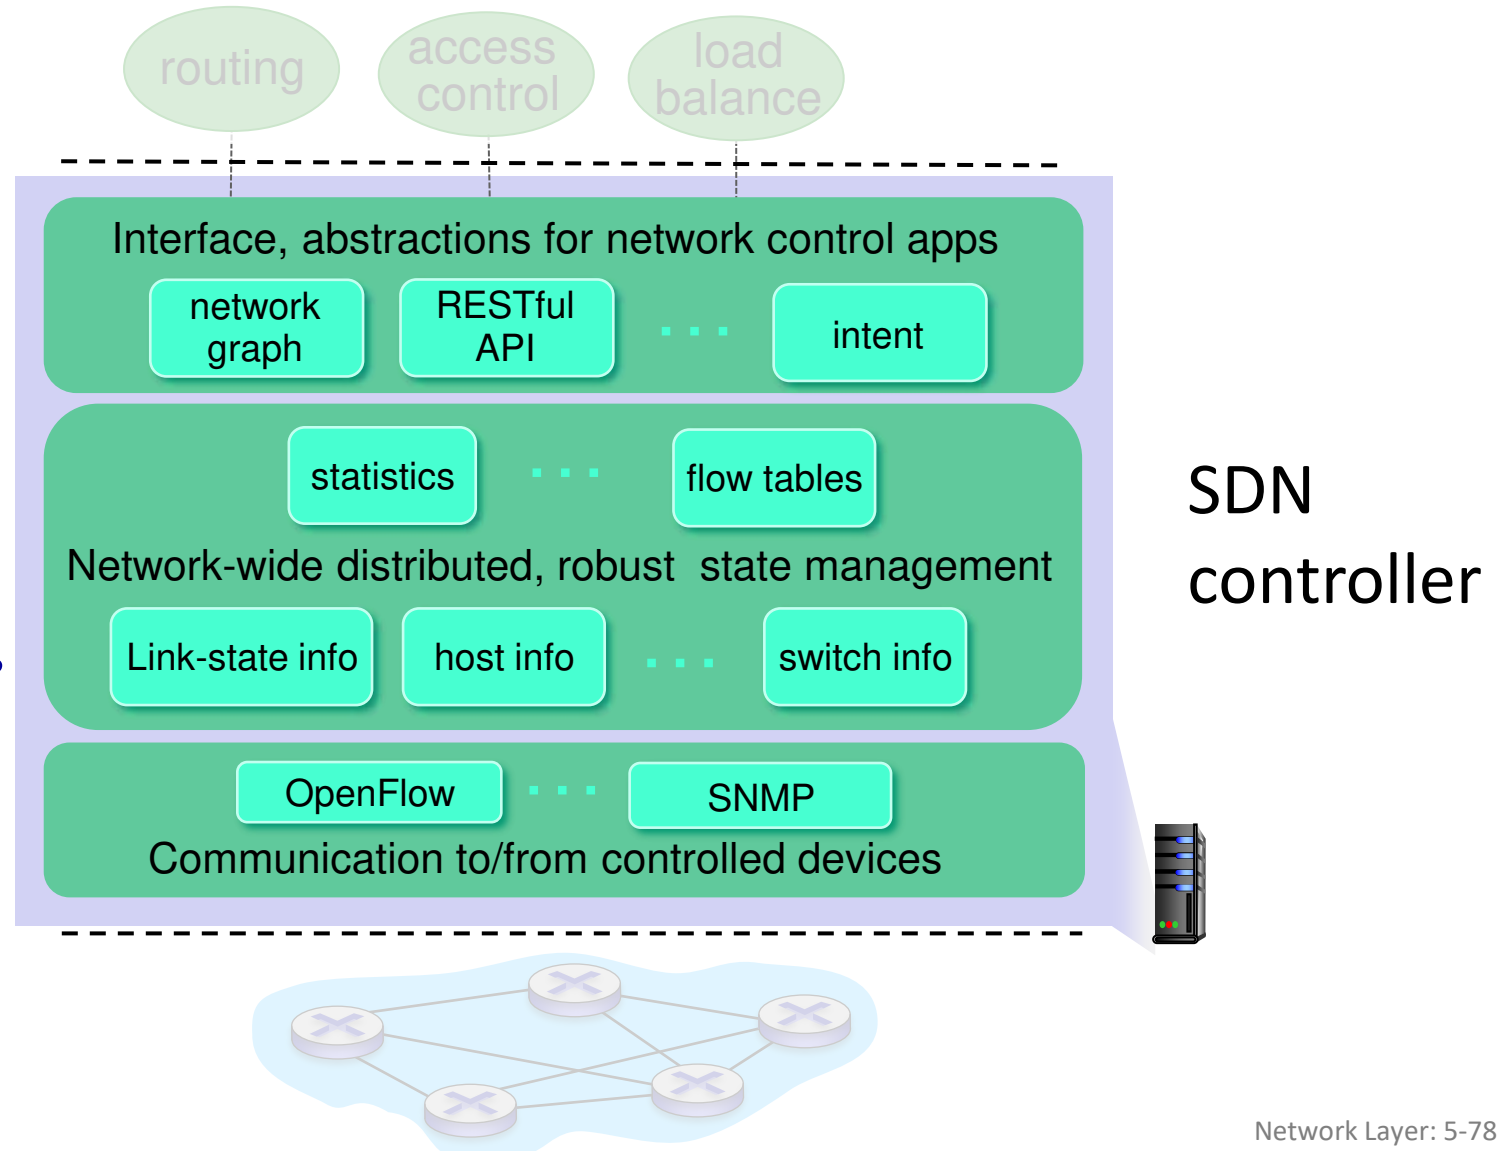 routing
access
control
load
balance
Interface, abstractions for network control apps
network
graph
RESTful
API
. . .
intent
statistics
. . .
flow tables
Network-wide distributed, robust  state management
Link-state info
host info
. . .
switch info
OpenFlow
. . .
SNMP
Communication to/from controlled devices
SDN
controller
Network Layer: 5-78